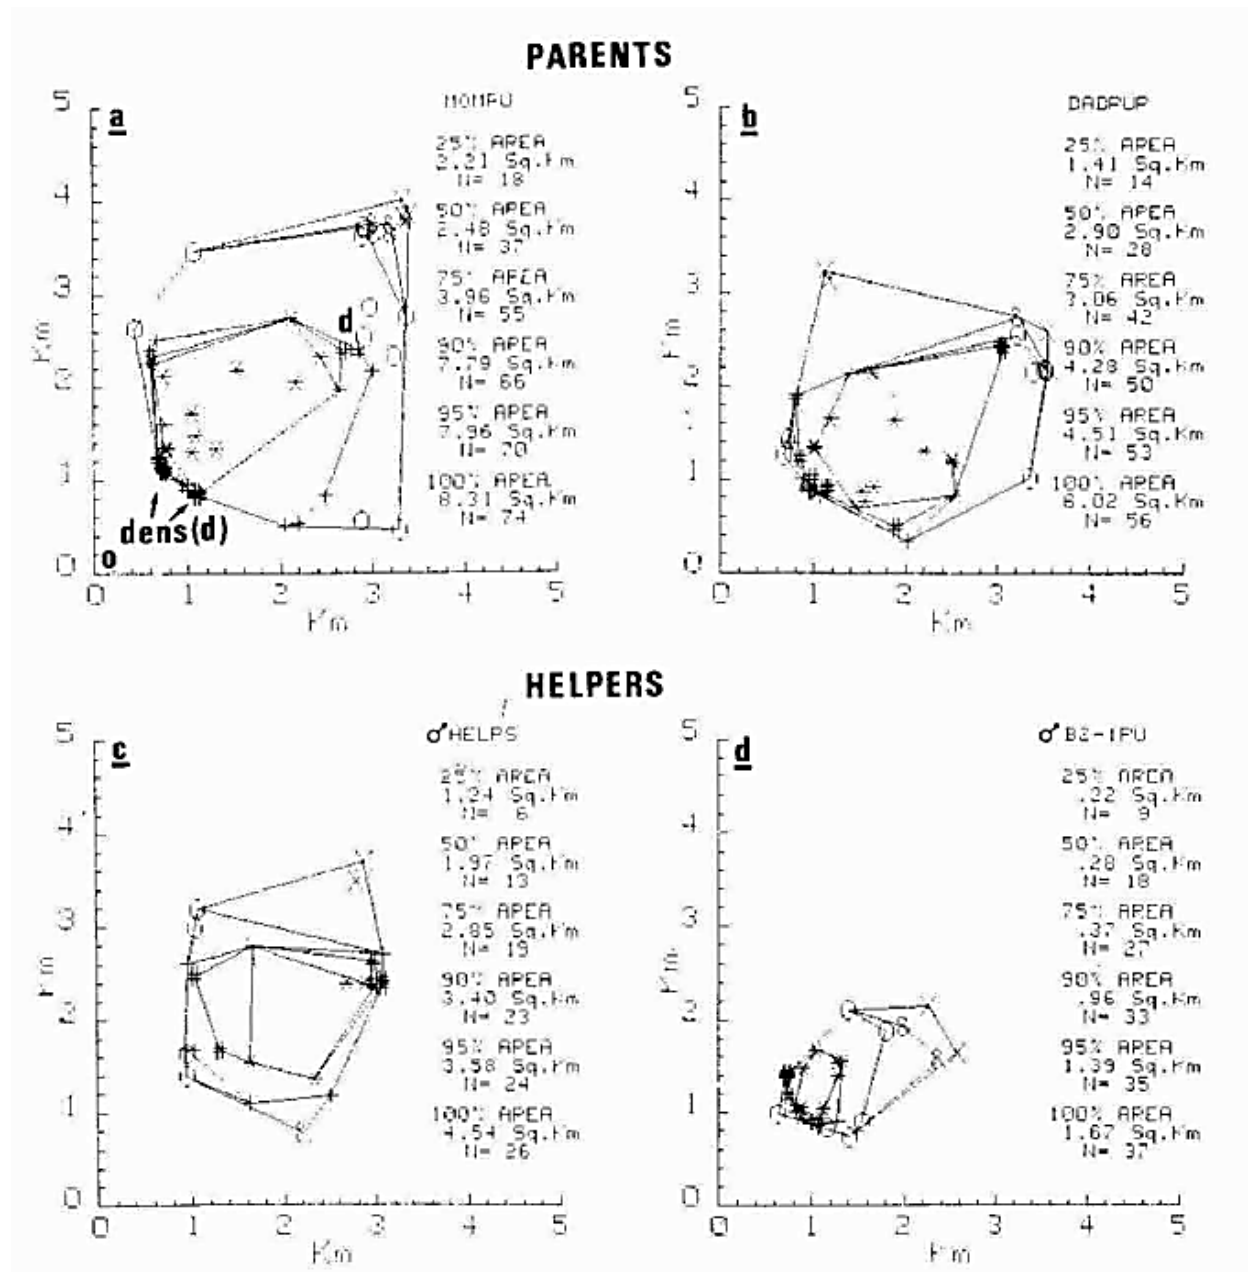 PARENTS
a
MOMPU
25% AREA
2.21 Sq.Km
N= 18
50% AREA
2.48 Sq.Km
N= 37
75% AREA
3.96 Sq.Km
N= 55
90% AREA
7.79 Sq.Km
N= 66
95% AREA
7.96 Sq.Km
N= 70
100% AREA
8.31 Sq.Km
N= 74
d
dens(d)
o
5
4
3
2
1
0
Km
0 1 2 3 4 5
Km
b
DADPUP
25% AREA
1.41 Sq.Km
N= 14
50% AREA
2.90 Sq.Km
N= 28
75% AREA
3.06 Sq.Km
N= 42
90% AREA
4.28 Sq.Km
N= 50
95% AREA
4.51 Sq.Km
N= 53
100% AREA
6.02 Sq.Km
N= 56
5
4
3
2
1
0
Km
0 1 2 3 4 5
Km
HELPERS
c
♂HELPS
25% AREA
1.24 Sq.Km
N= 6
50% AREA
1.97 Sq.Km
N= 13
75% AREA
2.85 Sq.Km
N= 19
90% AREA
3.40 Sq.Km
N= 23
95% AREA
3.58 Sq.Km
N= 24
100% AREA
4.54 Sq.Km
N= 26
5
4
3
2
1
0
Km
0 1 2 3 4 5
Km
d
♂ B2-1PU
25% AREA
.22 Sq.Km
N= 9
50% AREA
.28 Sq.Km
N= 18
75% AREA
.37 Sq.Km
N= 27
90% AREA
.96 Sq.Km
N= 33
95% AREA
1.39 Sq.Km
N= 35
100% AREA
1.67 Sq.Km
N= 37
5
4
3
2
1
0
Km
0 1 2 3 4 5
Km